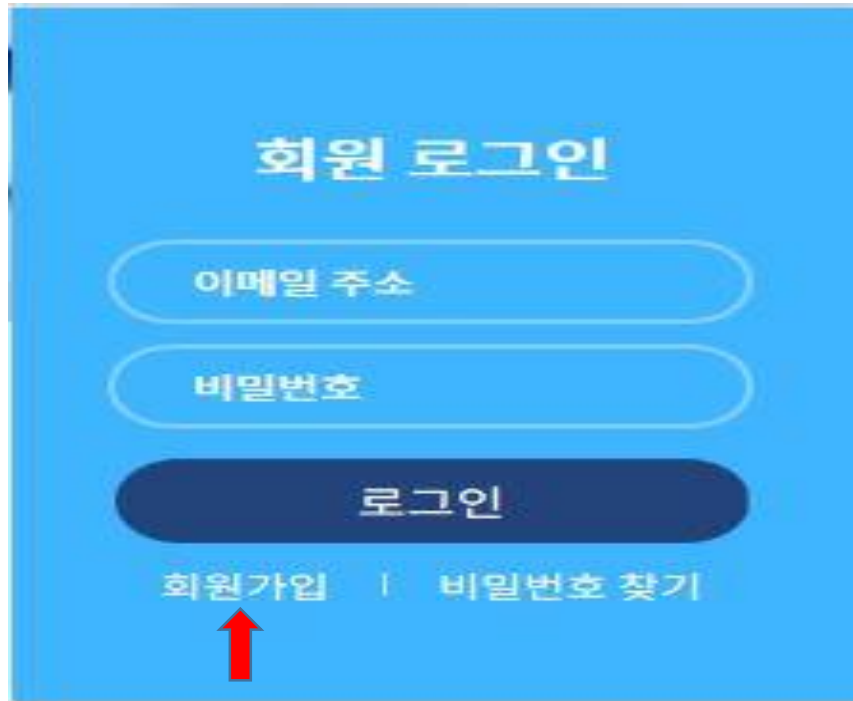 회원 로그인
이메일 주소
비밀번호
로그인
회원가입 | 비밀번호 찾기